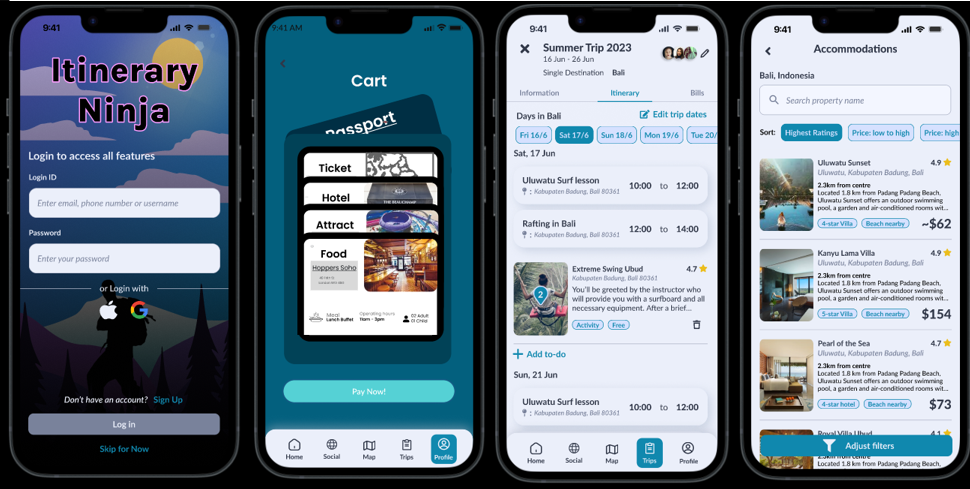 9:41
Itinerary
Ninja
Login to access all features
Login ID
Enter email, phone number or username
Password
Enter your password
or Login with
Don't have an account? Sign Up
Log in
Skip for Now
9:41 AM
Cart
Passport
Ticket
Hotel
Attract
Food
Hoppers Soho
Meal
Lunch Buffet
Operating hours
11am - 3pm
02 Adult
01 Child
Pay Now!
Home
Social
Map
Trips
Profile
9:41
Summer Trip 2023
16 Jun - 26 Jun
Single Destination Bali
Information
Itinerary
Bills
Days in Bali
Edit trip dates
Fri 16/6
Sat 17/6
Sun 18/6
Mon 19/6
Tue 20/
Sat, 17 Jun
Uluwatu Surf lesson
: Kabupaten Badung, Bali 80361
10:00 to 12:00
Rafting in Bali
: Kabupaten Badung, Bali 80361
12:00 to 14:00
2
Extreme Swing Ubud
4.7
Kabupaten Badung, Bali 80361
You'll be greeted by the instructor who
will provide you with a surfboard and all
necessary equipment. After a brief...
Activity
Free
+ Add to-do
Sun, 21 Jun
Uluwatu Surf lesson
: Kabupaten Badung, Bali 80361
10:00 to 12:00
Home
Social
Map
Trips
Profile
9:41
Accommodations
Bali, Indonesia
Search property name
Sort:
Highest Ratings
Price: low to high
Price: high
Uluwatu Sunset
4.9
Uluwatu, Kabupaten Badung, Bali
2.3km from centre
Located 1.8 km from Padang Padang Beach,
Uluwatu Sunset offers an outdoor swimming
pool, a garden and air-conditioned rooms wit...
4-star Villa
Beach nearby
~$62
Kanyu Lama Villa
4.9
Uluwatu, Kabupaten Badung, Bali
2.3km from centre
Located 1.8 km from Padang Padang Beach,
Uluwatu Sunset offers an outdoor swimming
pool, a garden and air-conditioned rooms wit...
5-star Villa
Beach nearby
$154
Pearl of the Sea
4.7
Uluwatu, Kabupaten Badung, Bali
2.3km from centre
Located 1.8 km from Padang Padang Beach,
Uluwatu Sunset offers an outdoor swimming
pool, a garden and air-conditioned rooms wit...
4-star hotel
Beach nearby
$73
Royal Villa Ubud
4.1
Adjust filters